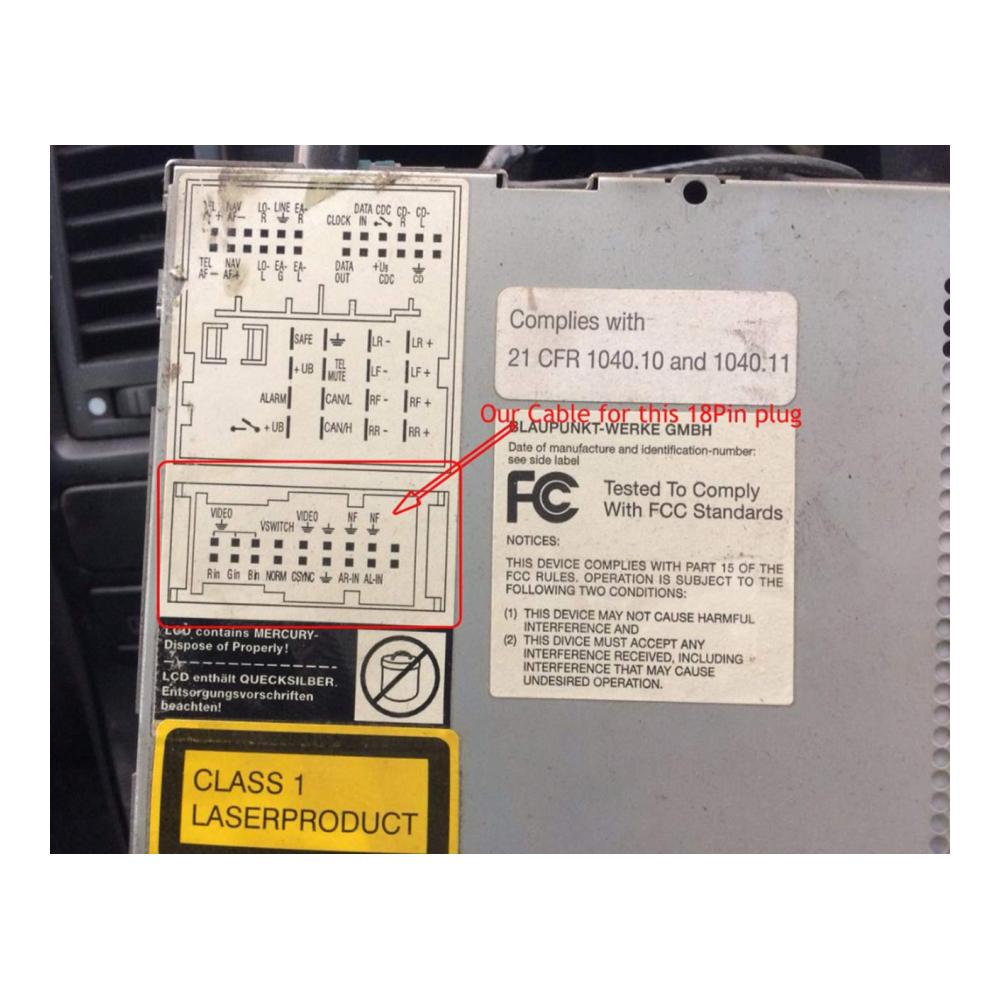 TEL NAV LO- LINE EA-
AF+ AF- R R
CLOCK DATA IN CDC CD-R CD-L
TEL AF- NAV AF+ LO-L EA-G EA-L
DATA OUT +Us CDC CD
SAFE LR - LR +
+ UB TEL MUTE LF - LF +
ALARM CAN/L RF - RF +
+ UB CAN/H RR - RR +
Complies with
21 CFR 1040.10 and 1040.11
Our Cable for this 18Pin plug
BLAUPUNKT-WERKE GMBH
Date of manufacture and identification-number:
see side label
FC
Tested To Comply
With FCC Standards
NOTICES:
THIS DEVICE COMPLIES WITH PART 15 OF THE
FCC RULES. OPERATION IS SUBJECT TO THE
FOLLOWING TWO CONDITIONS:
(1) THIS DEVICE MAY NOT CAUSE HARMFUL
INTERFERENCE AND
(2) THIS DIVICE MUST ACCEPT ANY
INTERFERENCE RECEIVED, INCLUDING
INTERFERENCE THAT MAY CAUSE
UNDESIRED OPERATION.
VIDEO VSWITCH VIDEO NF NF
R in G in B in NORM CSYNC AR-IN AL-IN
LCD contains MERCURY-
Dispose of Properly!
LCD enthält QUECKSILBER.
Entsorgungsvorschriften
beachten!
CLASS 1
LASERPRODUCT